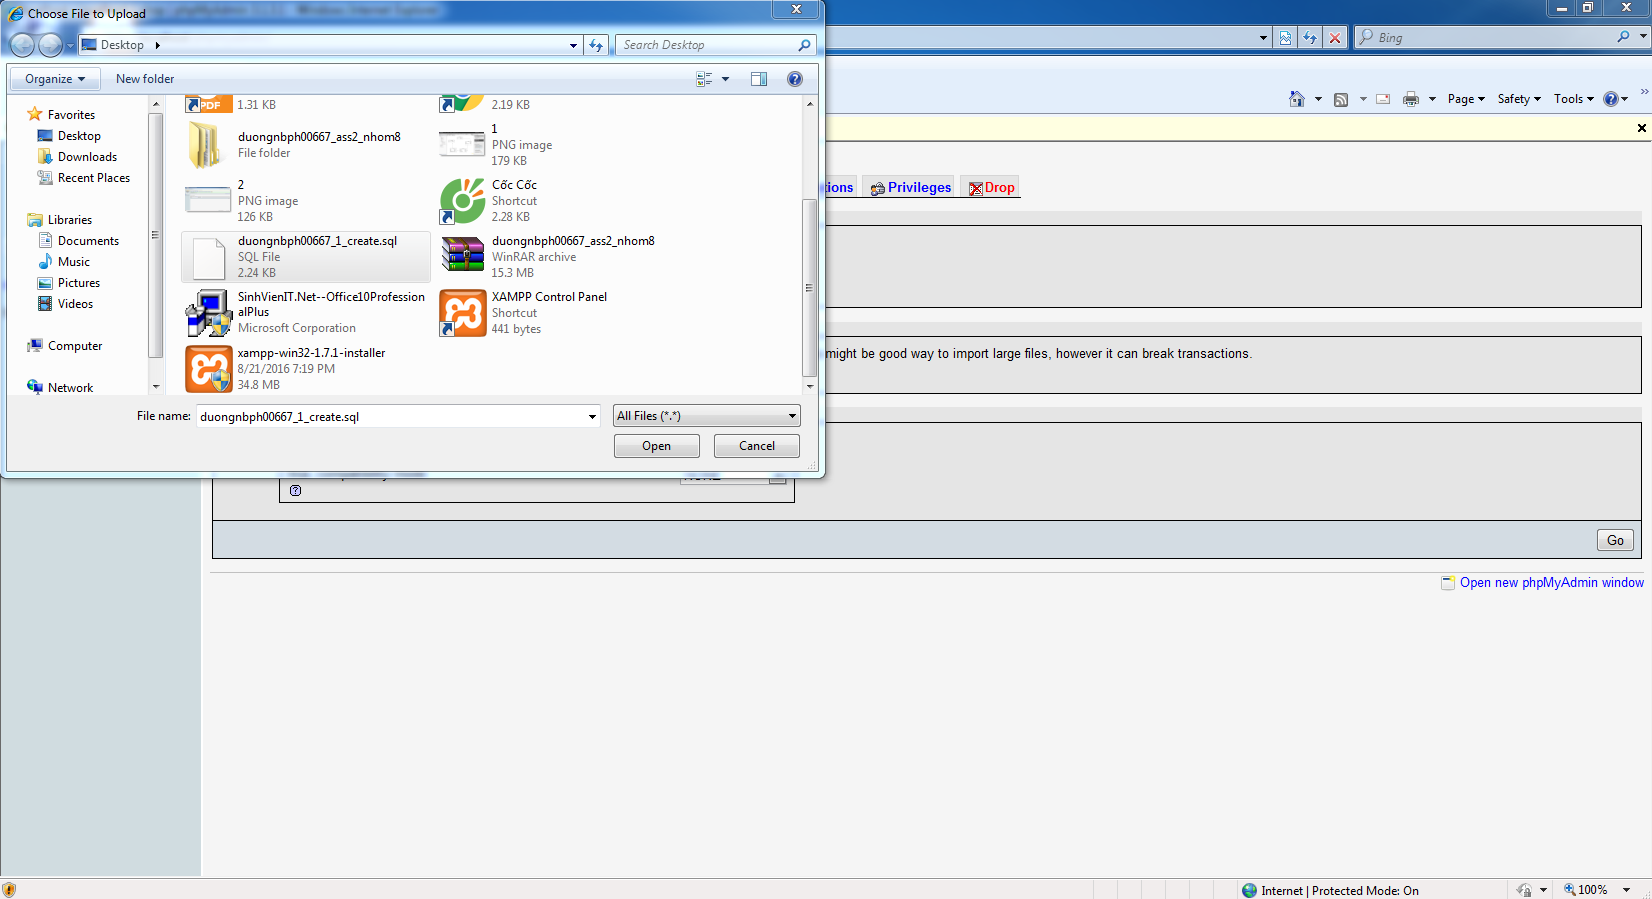 Choose File to Upload
Desktop
Search Desktop
Bing
Organize
New folder
Page
Safety
Tools
Favorites
Desktop
Downloads
Recent Places
Libraries
Documents
Music
Pictures
Videos
Computer
Network
PDF
1.31 KB
2.19 KB
duongnbph00667_ass2_nhom8
File folder
1
PNG image
179 KB
2
PNG image
126 KB
Cốc Cốc
Shortcut
2.28 KB
duongnbph00667_1_create.sql
SQL File
2.24 KB
duongnbph00667_ass2_nhom8
WinRAR archive
15.3 MB
SinhVienIT.Net--Office10Profession
alPlus
Microsoft Corporation
XAMPP Control Panel
Shortcut
441 bytes
xampp-win32-1.7.1-installer
8/21/2016 7:19 PM
34.8 MB
File name:
duongnbph00667_1_create.sql
All Files (*.*)
Open
Cancel
tions
Privileges
Drop
might be good way to import large files, however it can break transactions.
Go
Open new phpMyAdmin window
Internet | Protected Mode: On
100%